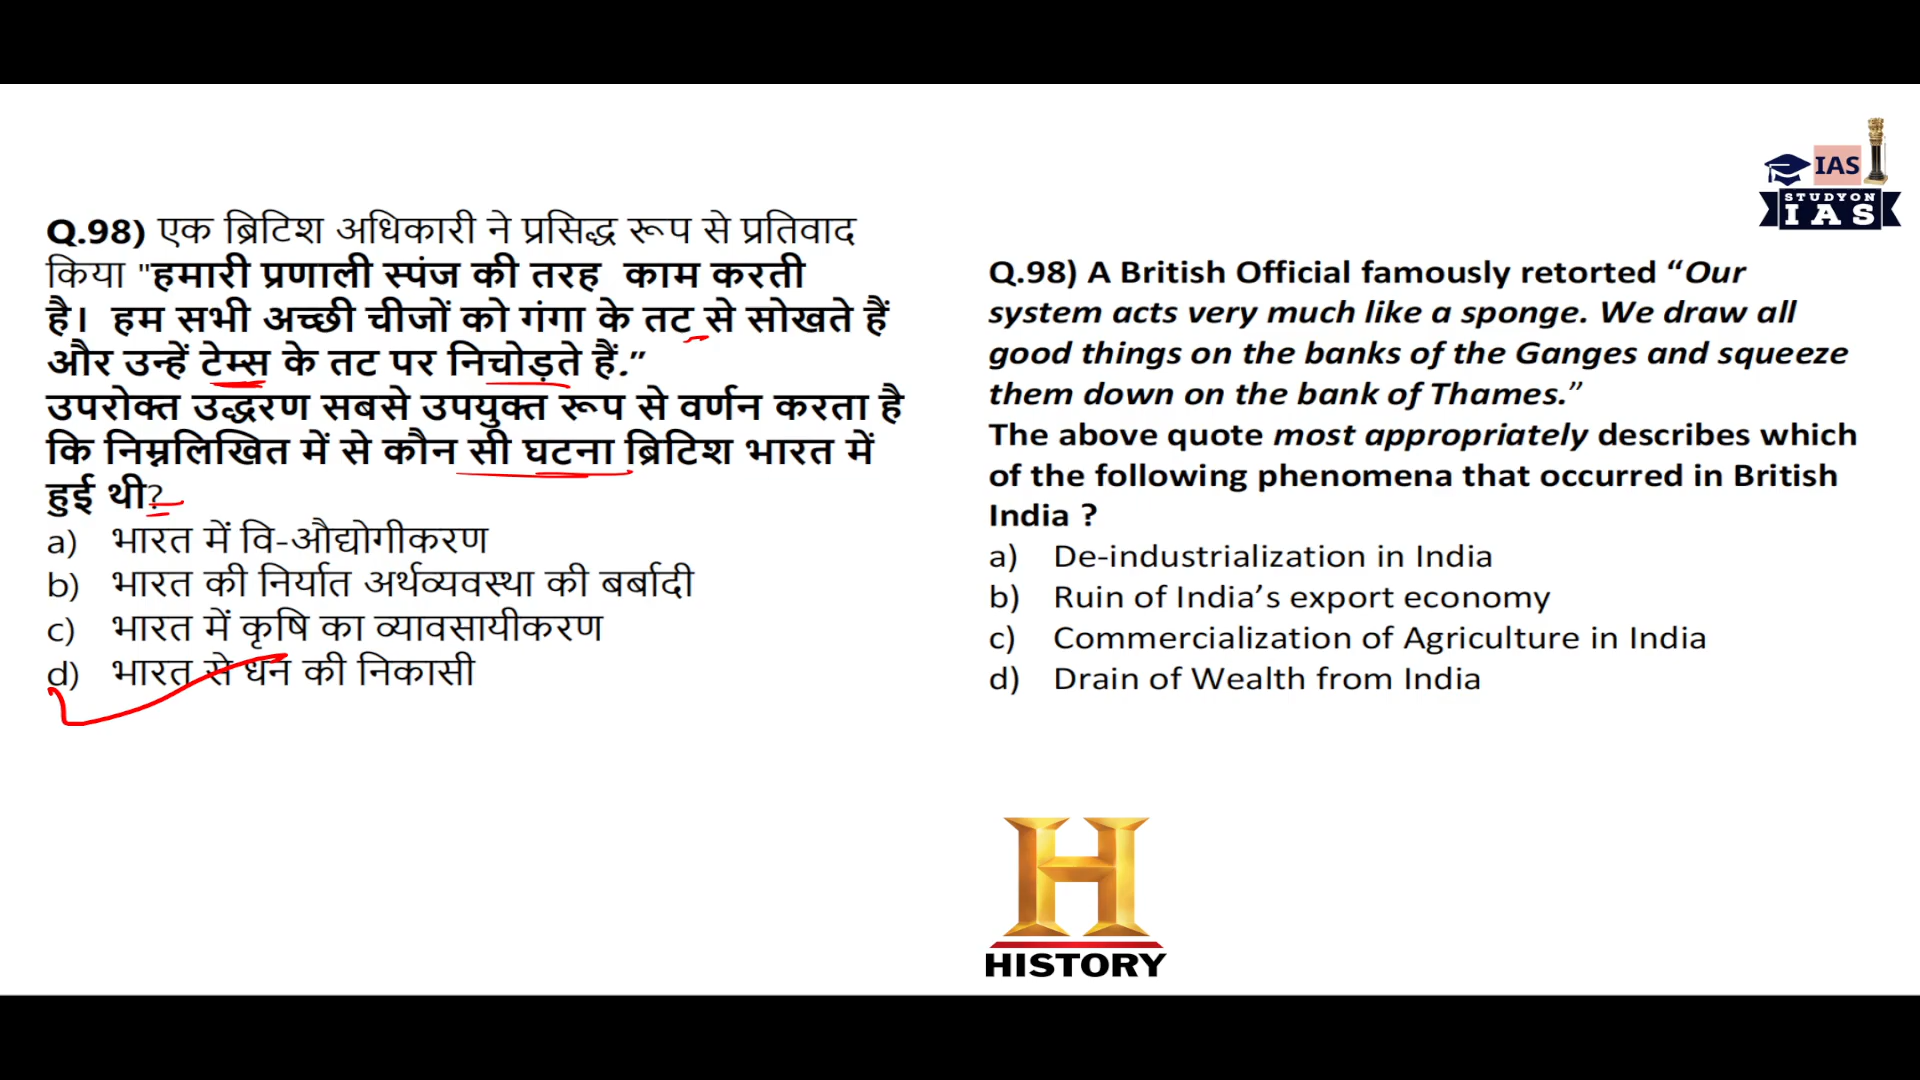 Q.98) एक ब्रिटिश अधिकारी ने प्रसिद्ध रूप से प्रतिवाद
किया "हमारी प्रणाली स्पंज की तरह काम करती
है। हम सभी अच्छी चीजों को गंगा के तट से सोखते हैं
और उन्हें टेम्स के तट पर निचोड़ते हैं.”
उपरोक्त उद्धरण सबसे उपयुक्त रूप से वर्णन करता है
कि निम्नलिखित में से कौन सी घटना ब्रिटिश भारत में
हुई थी?
a) भारत में वि-औद्योगीकरण
b) भारत की निर्यात अर्थव्यवस्था की बर्बादी
c) भारत में कृषि का व्यावसायीकरण
d) भारत से धन की निकासी
IAS
STUDYON
IAS
Q.98) A British Official famously retorted “Our
system acts very much like a sponge. We draw all
good things on the banks of the Ganges and squeeze
them down on the bank of Thames.”
The above quote most appropriately describes which
of the following phenomena that occurred in British
India ?
a) De-industrialization in India
b) Ruin of India’s export economy
c) Commercialization of Agriculture in India
d) Drain of Wealth from India
H
HISTORY